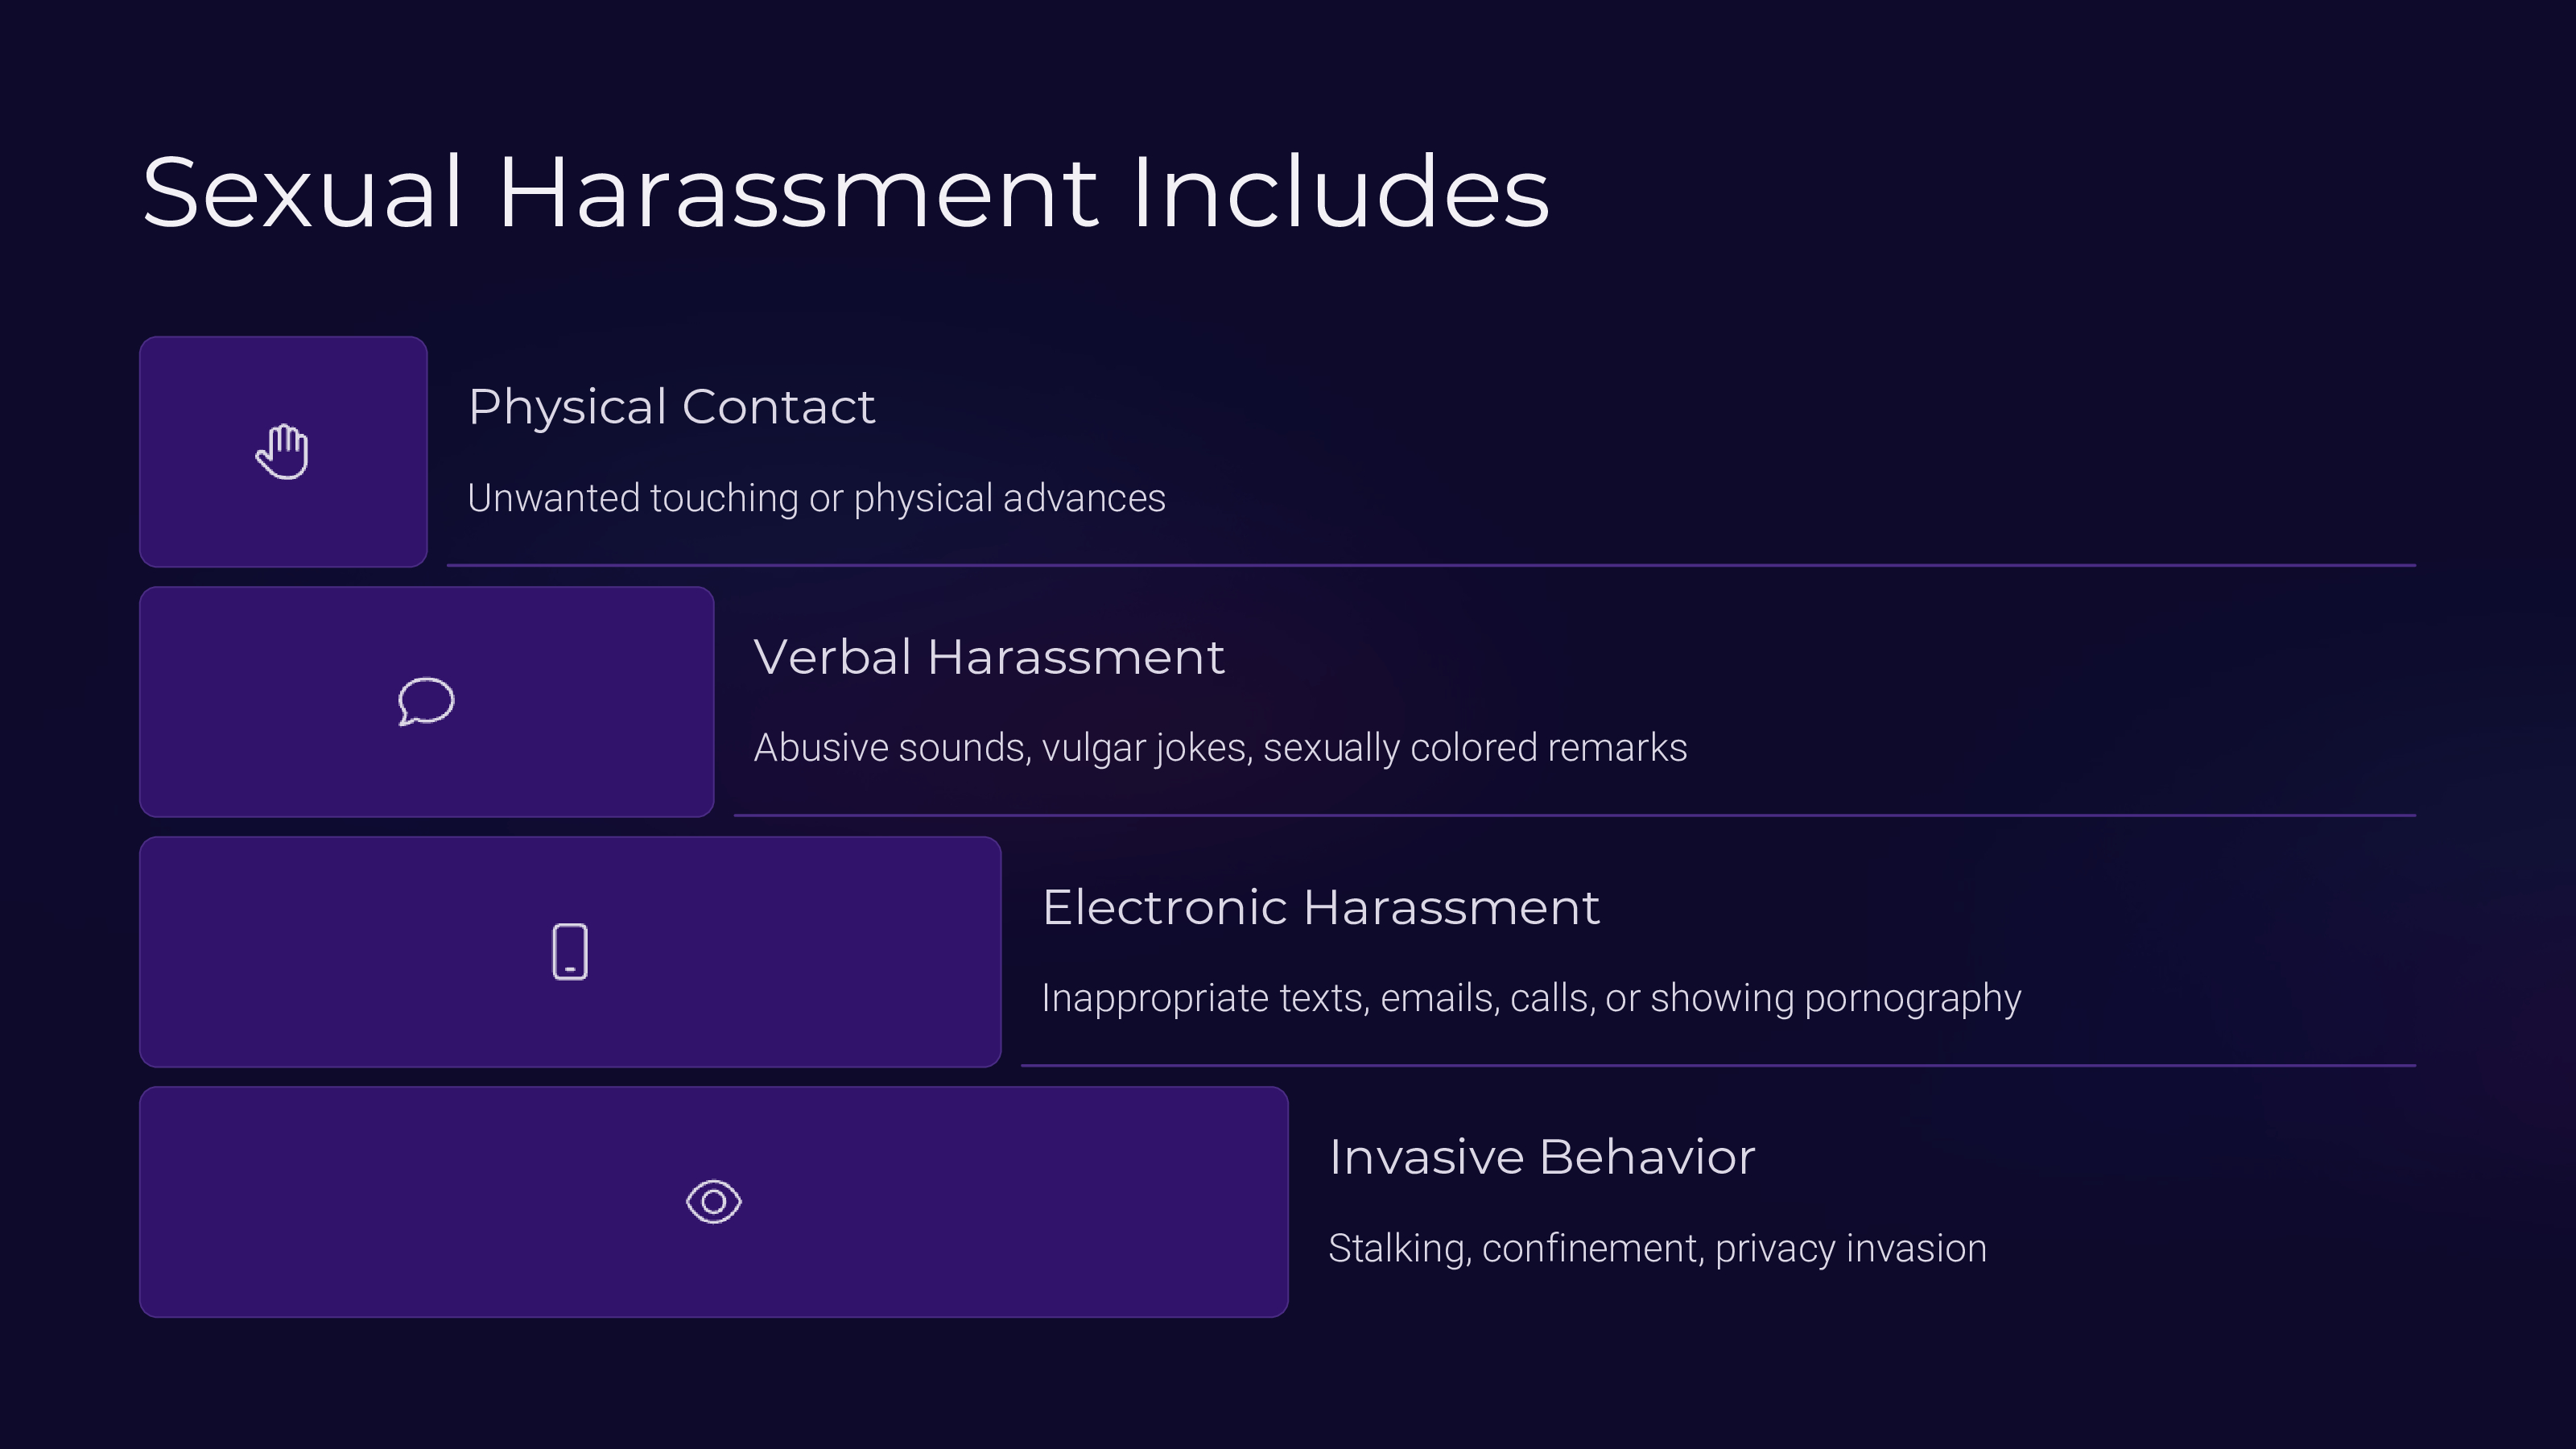 Sexual Harassment Includes
Physical Contact
Unwanted touching or physical advances
Verbal Harassment
Abusive sounds, vulgar jokes, sexually colored remarks
Electronic Harassment
Inappropriate texts, emails, calls, or showing pornography
Invasive Behavior
Stalking, confinement, privacy invasion